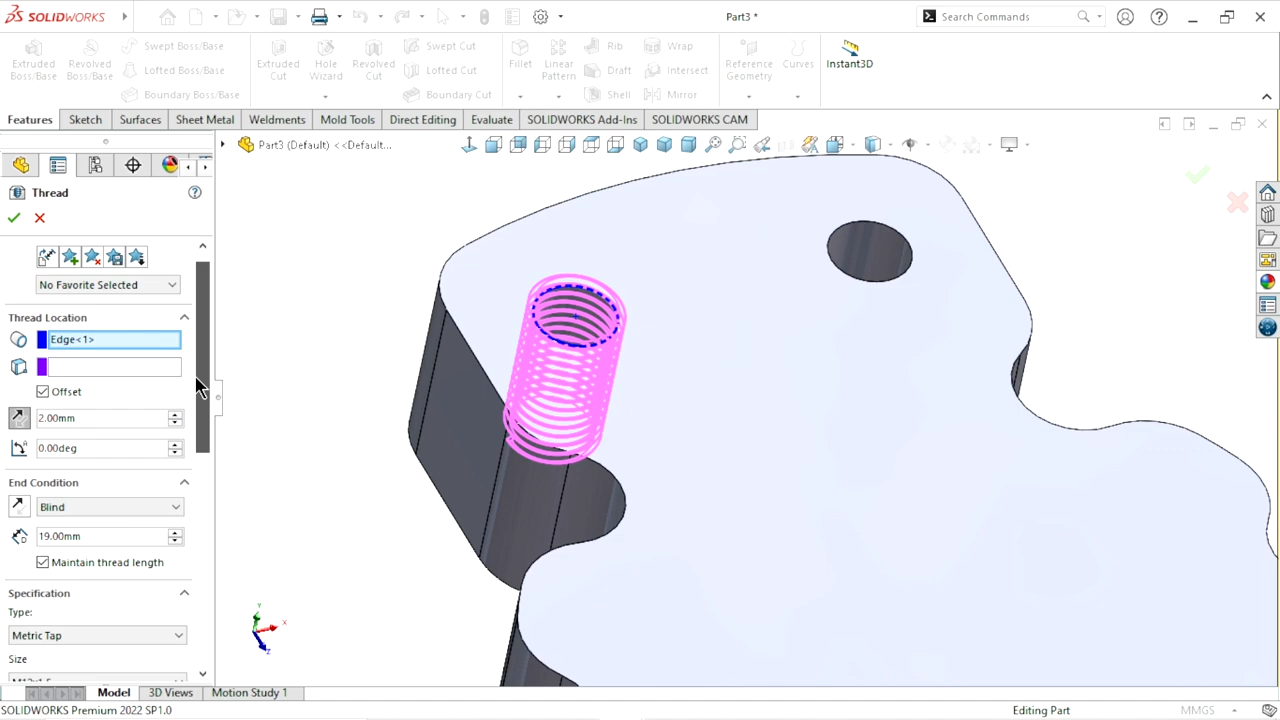 SOLIDWORKS
Part3 *
Search Commands
Extruded Boss/Base
Revolved Boss/Base
Swept Boss/Base
Lofted Boss/Base
Boundary Boss/Base
Extruded Cut
Hole Wizard
Revolved Cut
Swept Cut
Lofted Cut
Boundary Cut
Fillet
Linear Pattern
Rib
Draft
Shell
Wrap
Intersect
Mirror
Reference Geometry
Curves
Instant3D
Features
Sketch
Surfaces
Sheet Metal
Weldments
Mold Tools
Direct Editing
Evaluate
SOLIDWORKS Add-Ins
SOLIDWORKS CAM
Part3 (Default) <<Default...
Thread
No Favorite Selected
Thread Location
Edge<1>
Offset
2.00mm
0.00deg
End Condition
Blind
19.00mm
Maintain thread length
Specification
Type:
Metric Tap
Size
Y
X
Z
Model
3D Views
Motion Study 1
SOLIDWORKS Premium 2022 SP1.0
Editing Part
MMGS